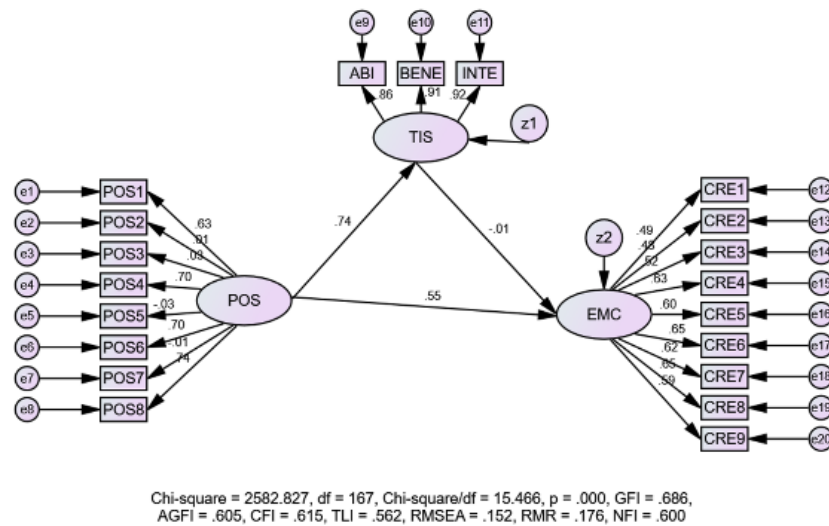 e9 e10 e11
ABI BENE INTE
.86 .91 .92
TIS z1
e1 POS1
e2 POS2
e3 POS3
e4 POS4
e5 POS5
e6 POS6
e7 POS7
e8 POS8
.63
.03
.70
-.03
.70
-.01
.74
POS
.74
-.01
.55
z2
EMC
.49
.48
.62
.63
.60
.65
.62
.65
.59
CRE1 e12
CRE2 e13
CRE3 e14
CRE4 e15
CRE5 e16
CRE6 e17
CRE7 e18
CRE8 e19
CRE9 e20
Chi-square = 2582.827, df = 167, Chi-square/df = 15.466, p = .000, GFI = .686,
AGFI = .605, CFI = .615, TLI = .562, RMSEA = .152, RMR = .176, NFI = .600